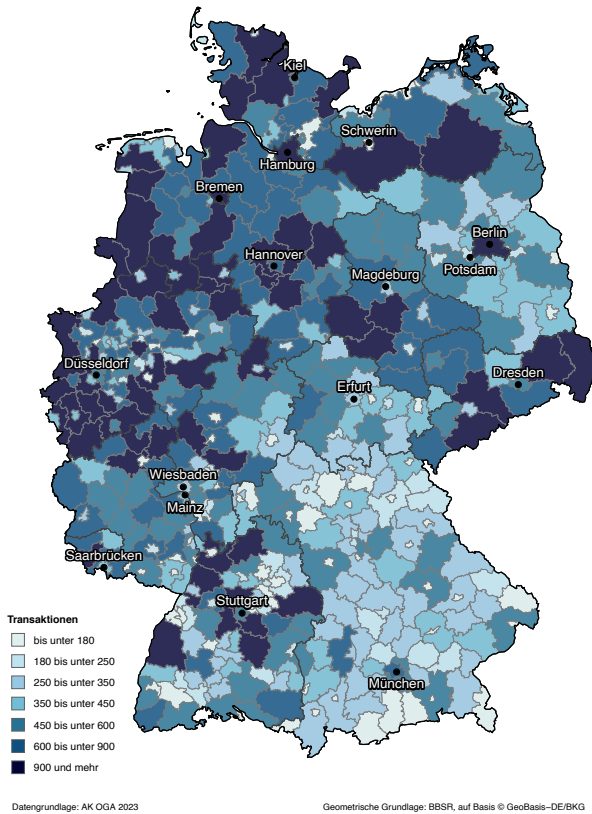 Kiel
Schwerin
Hamburg
Bremen
Berlin
Hannover
Potsdam
Magdeburg
Düsseldorf
Dresden
Erfurt
Wiesbaden
Mainz
Saarbrücken
Stuttgart
München
Transaktionen
bis unter 180
180 bis unter 250
250 bis unter 350
350 bis unter 450
450 bis unter 600
600 bis unter 900
900 und mehr
Datengrundlage: AK OGA 2023
Geometrische Grundlage: BBSR, auf Basis © GeoBasis−DE/BKG